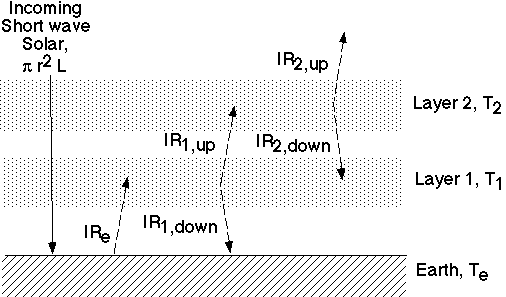 Incoming
Short wave
Solar,
π r² L
IR₂,up
Layer 2, T₂
IR₁,up
IR₂,down
Layer 1, T₁
IRₑ
IR₁,down
Earth, Tₑ